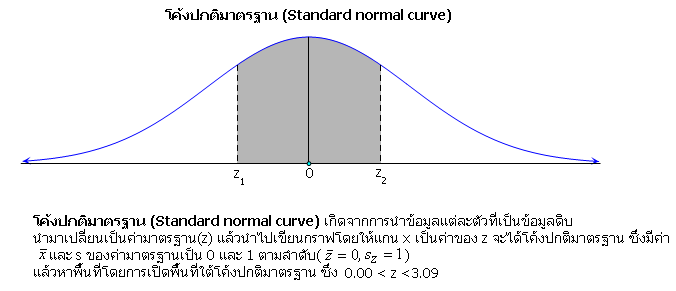 โค้งปกติมาตรฐาน (Standard normal curve)
z₁ 0 z₂
โค้งปกติมาตรฐาน (Standard normal curve) เกิดจากการนำข้อมูลแต่ละตัวที่เป็นข้อมูลดิบ
นำมาเปลี่ยนเป็นค่ามาตรฐาน(z) แล้วนำไปเขียนกราฟโดยให้แกน x เป็นค่าของ z จะได้โค้งปกติมาตรฐาน ซึ่งมีค่า
x̄ และ s ของค่ามาตรฐานเป็น 0 และ 1 ตามลำดับ( z̄ = 0, s_z = 1)
แล้วหาพื้นที่โดยการเปิดพื้นที่ใต้โค้งปกติมาตรฐาน ซึ่ง 0.00 < z < 3.09